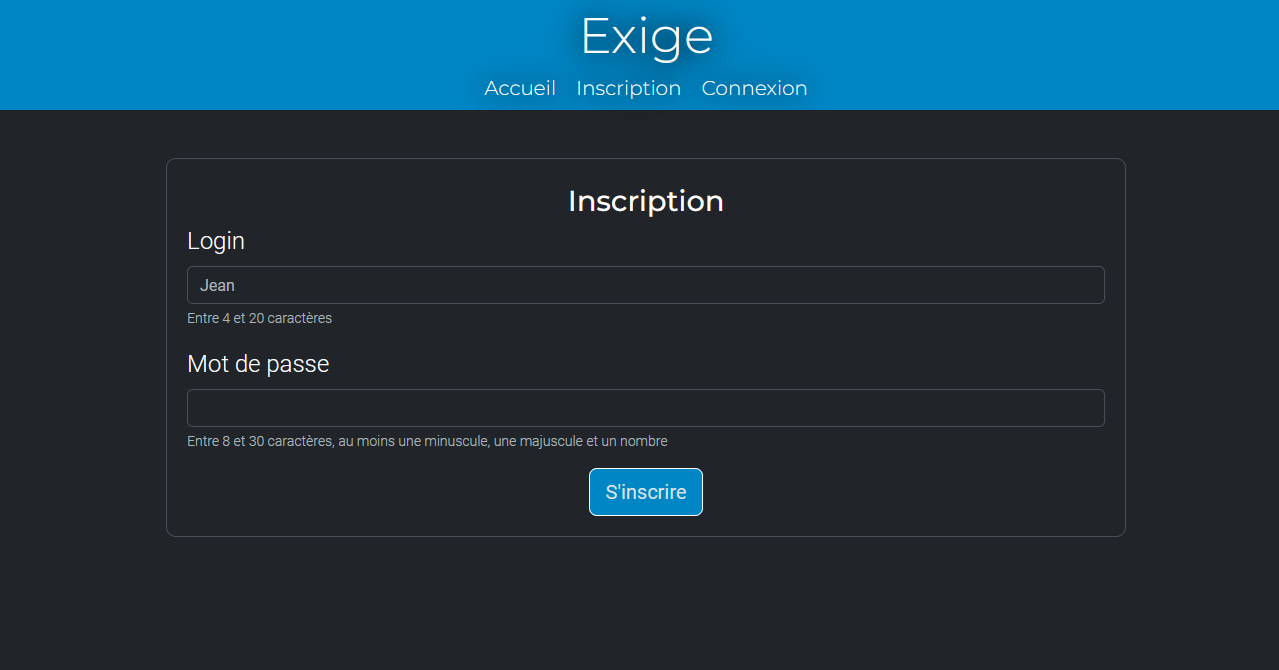 Exige
Accueil Inscription Connexion
Inscription
Login
Jean
Entre 4 et 20 caractères
Mot de passe
Entre 8 et 30 caractères, au moins une minuscule, une majuscule et un nombre
S'inscrire